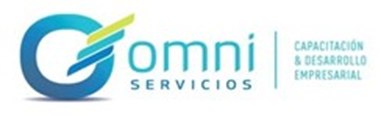 omni
SERVICIOS
CAPACITACIÓN
& DESARROLLO
EMPRESARIAL